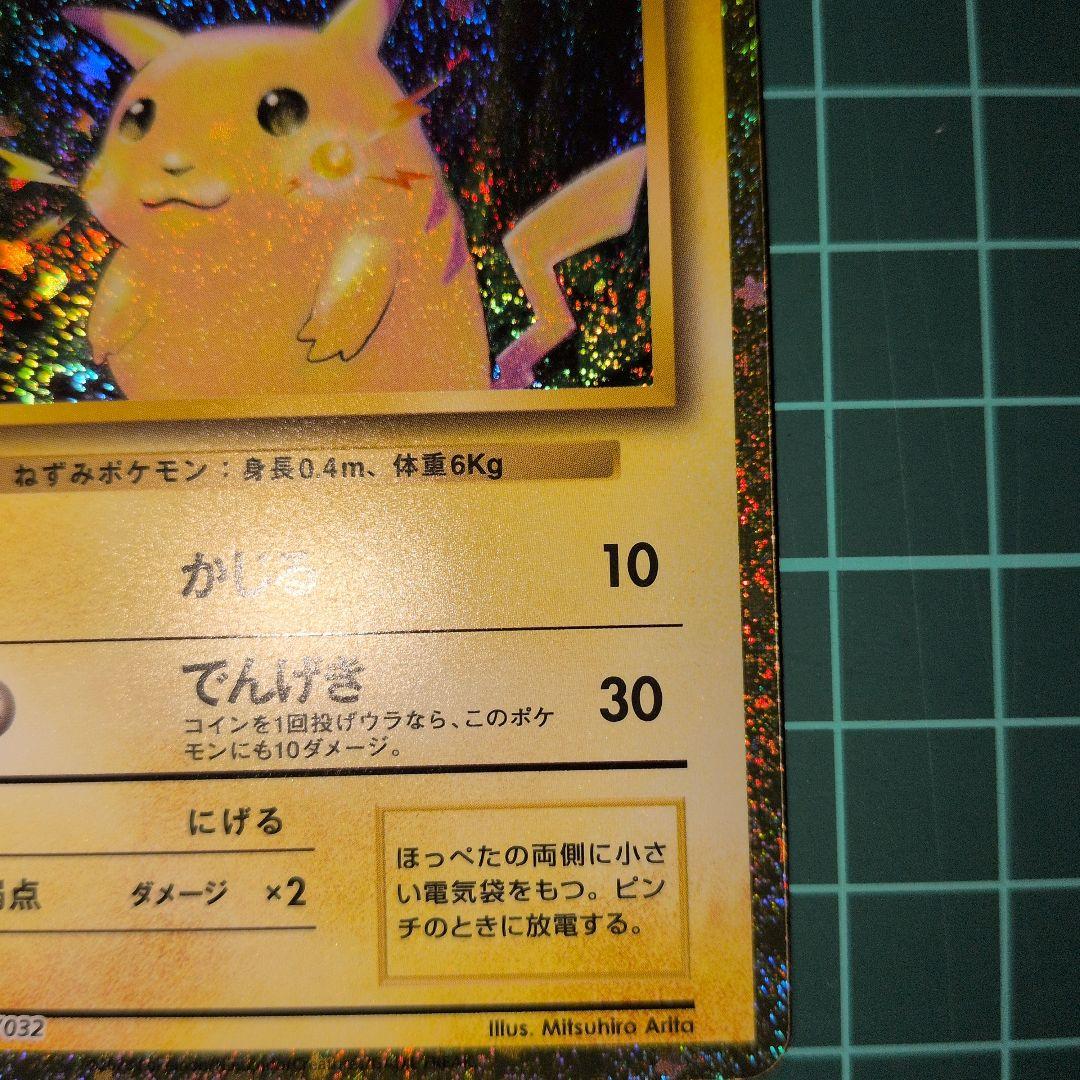 ねずみポケモン：身長0.4m、体重6Kg
かじる 10
でんげき 30
コインを1回投げウラなら、このポケ
モンにも10ダメージ。
にげる
弱点 ダメージ ×2
ほっぺたの両側に小さ
い電気袋をもつ。ピン
チのときに放電する。
/032
Illus. Mitsuhiro Arita